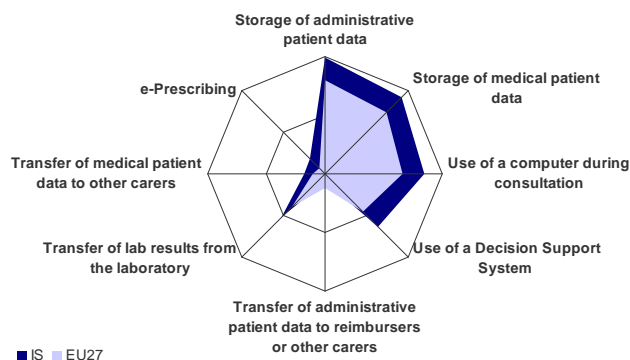 Storage of administrative
patient data
Storage of medical patient
data
Use of a computer during
consultation
Use of a Decision Support
System
Transfer of administrative
patient data to reimbursers
or other carers
Transfer of lab results from
the laboratory
Transfer of medical patient
data to other carers
e-Prescribing
IS EU27